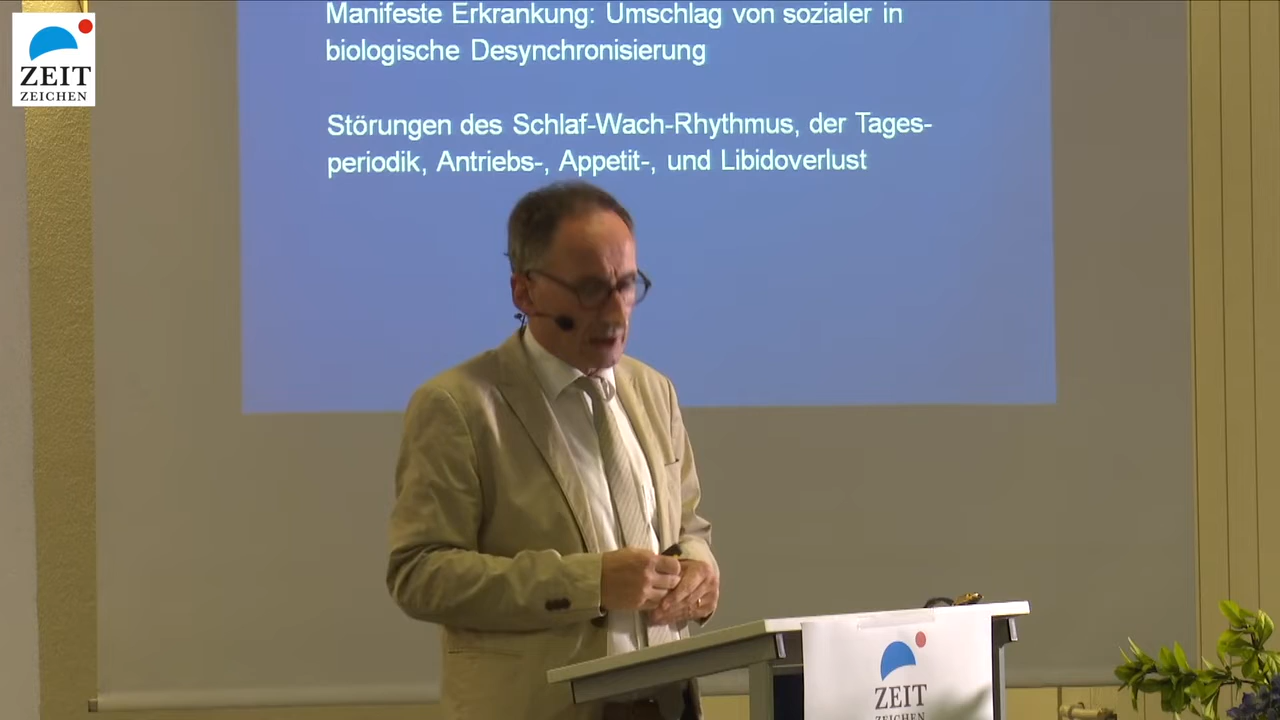 Manifeste Erkrankung: Umschlag von sozialer in
biologische Desynchronisierung
Störungen des Schlaf-Wach-Rhythmus, der Tages-
periodik, Antriebs-, Appetit-, und Libidoverlust
ZEIT
ZEICHEN
ZEIT
ZEICHEN